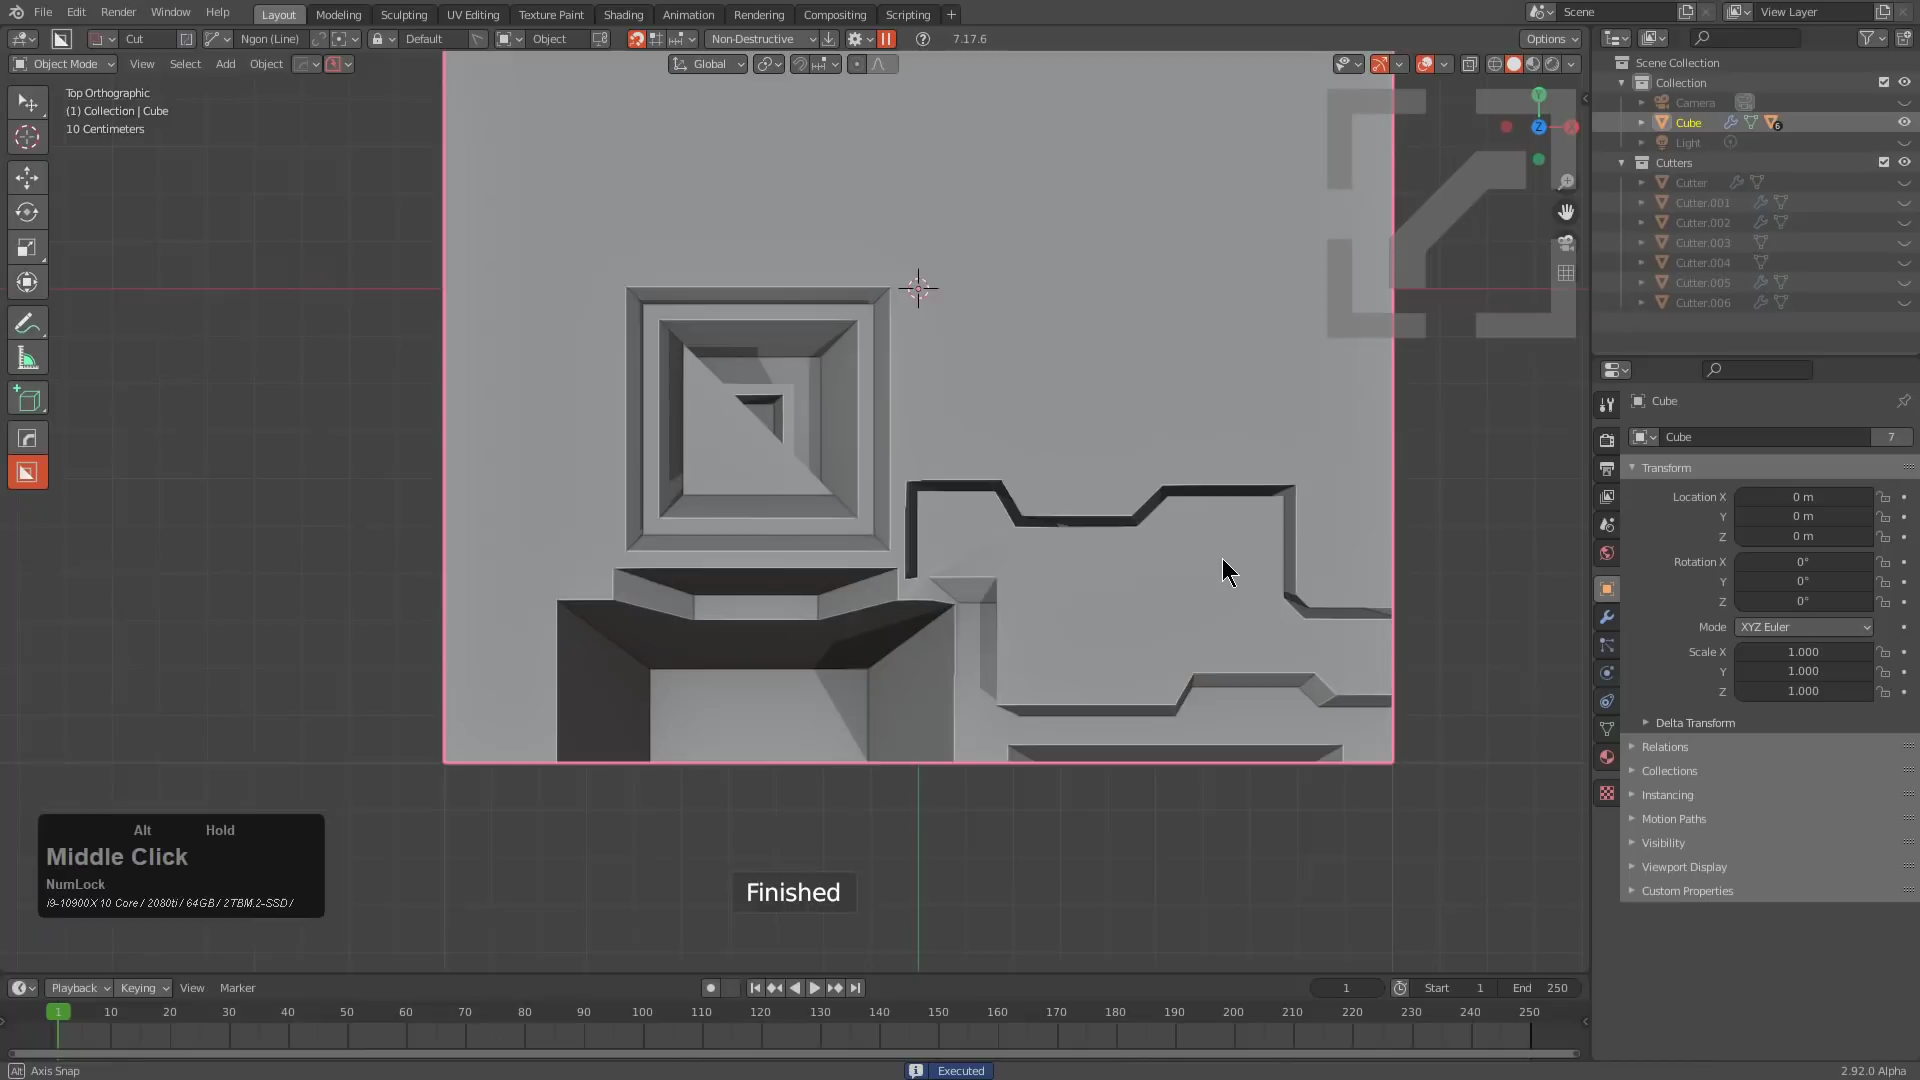 File Edit Render Window Help
Layout Modeling Sculpting UV Editing Texture Paint Shading Animation Rendering Compositing Scripting +
Scene
View Layer
Cut
Ngon (Line)
Default
Object
Non-Destructive
7.17.6
Options
Object Mode View Select Add Object
Global
Top Orthographic
(1) Collection | Cube
10 Centimeters
Y
Z
X
Scene Collection
Collection
Camera
Cube
6
Light
Cutters
Cutter
Cutter.001
Cutter.002
Cutter.003
Cutter.004
Cutter.005
Cutter.006
Cube
Cube 7
Transform
Location X 0 m
Y 0 m
Z 0 m
Rotation X 0°
Y 0°
Z 0°
Mode XYZ Euler
Scale X 1.000
Y 1.000
Z 1.000
Delta Transform
Relations
Collections
Instancing
Motion Paths
Visibility
Viewport Display
Custom Properties
Alt Hold
Middle Click
NumLock
i9-10900X 10 Core / 2080ti / 64GB / 2TBM.2-SSD /
Finished
Playback Keying View Marker
1
Start 1
End 250
1 10 20 30 40 50 60 70 80 90 100 110 120 130 140 150 160 170 180 190 200 210 220 230 240 250
Alt Axis Snap
Executed
2.92.0 Alpha